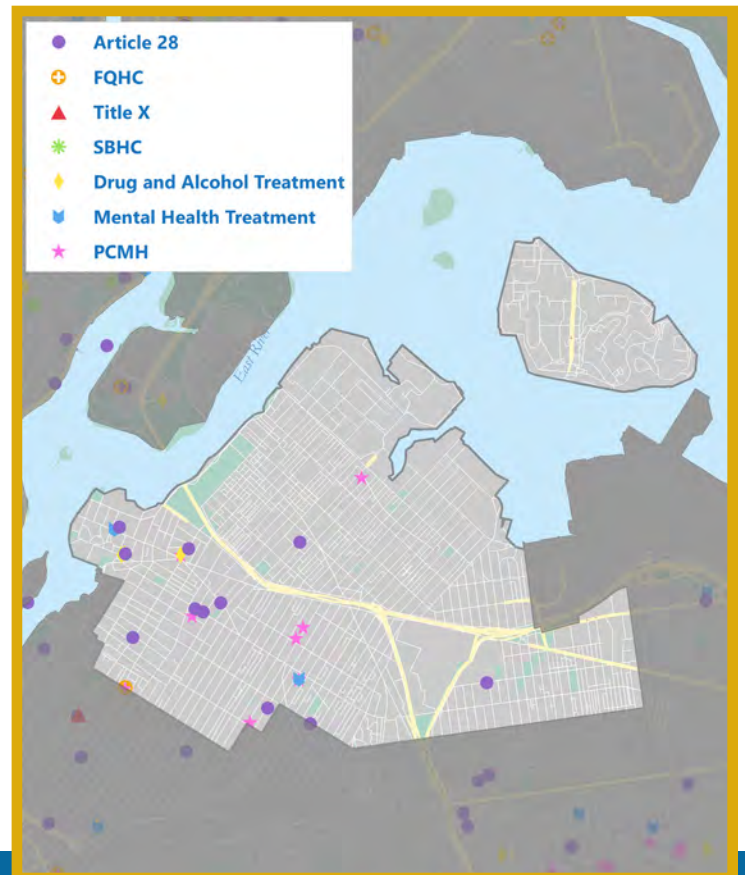 Article 28
FQHC
Title X
SBHC
Drug and Alcohol Treatment
Mental Health Treatment
PCMH
East River